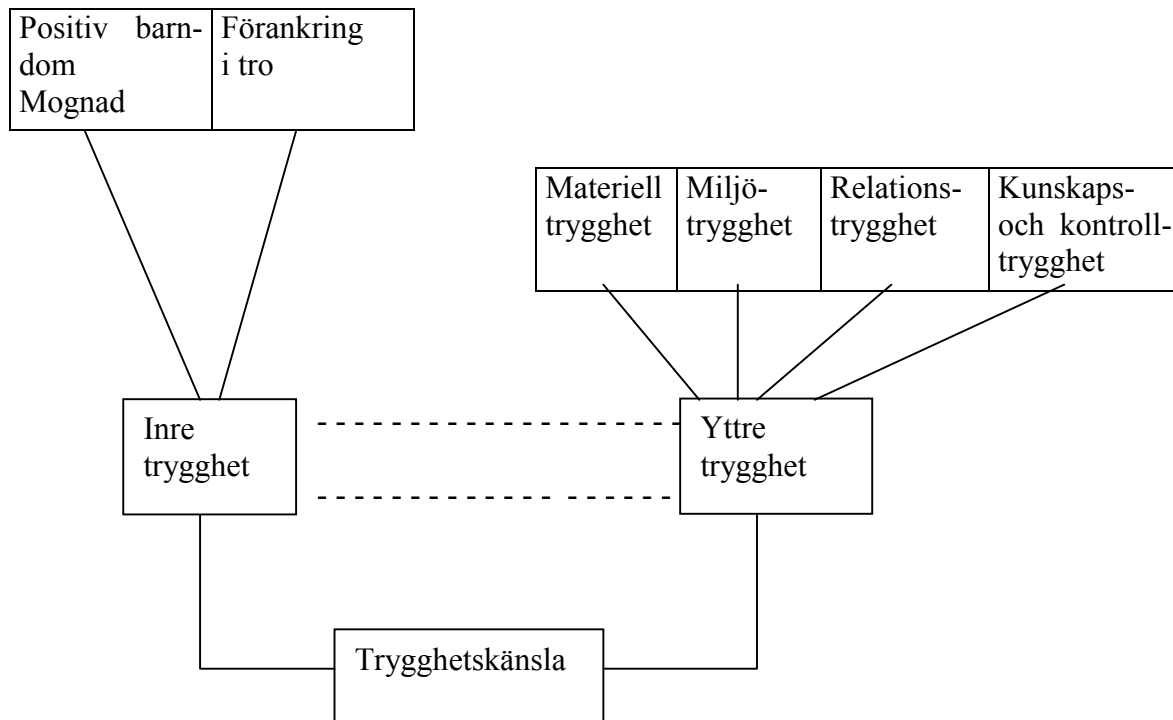 Positiv barn-
dom
Mognad
Förankring
i tro
Materiell
trygghet
Miljö-
trygghet
Relations-
trygghet
Kunskaps-
och kontroll-
trygghet
Inre
trygghet
Yttre
trygghet
Trygghetskänsla